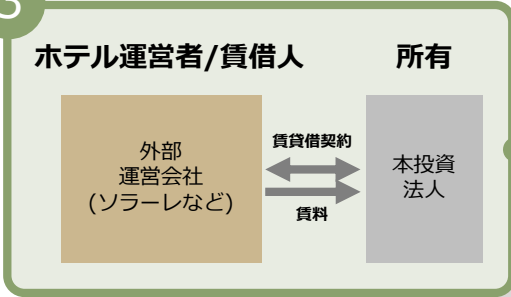 3
ホテル運営者/賃借人
所有
外部
運営会社
(ソラーレなど)
賃貸借契約
賃料
本投資
法人